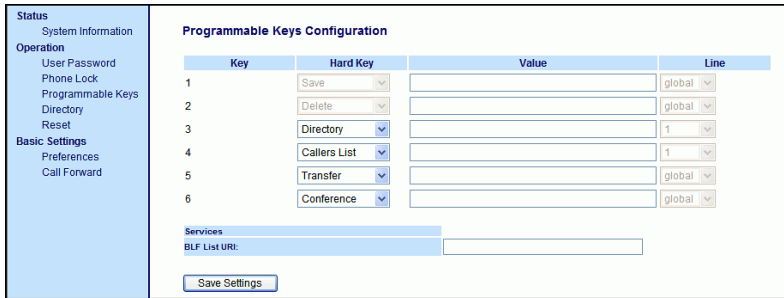 Status
System Information
Operation
User Password
Phone Lock
Programmable Keys
Directory
Reset
Basic Settings
Preferences
Call Forward
Programmable Keys Configuration
Key Hard Key Value Line
1 Save global
2 Delete global
3 Directory 1
4 Callers List 1
5 Transfer global
6 Conference global
Services
BLF List URI:
Save Settings